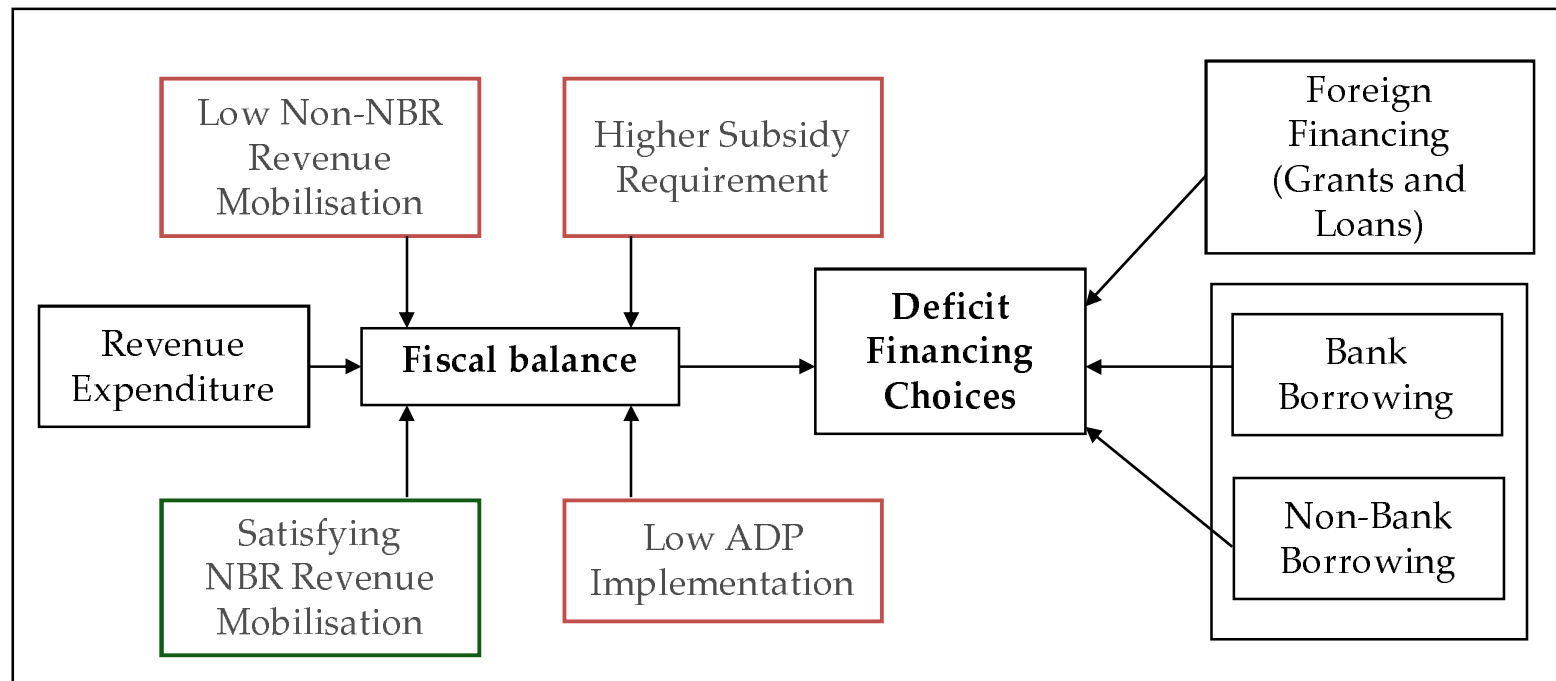 Low Non-NBR
Revenue
Mobilisation
Higher Subsidy
Requirement
Foreign
Financing
(Grants and
Loans)
Revenue
Expenditure
Fiscal balance
Deficit
Financing
Choices
Bank
Borrowing
Satisfying
NBR Revenue
Mobilisation
Low ADP
Implementation
Non-Bank
Borrowing